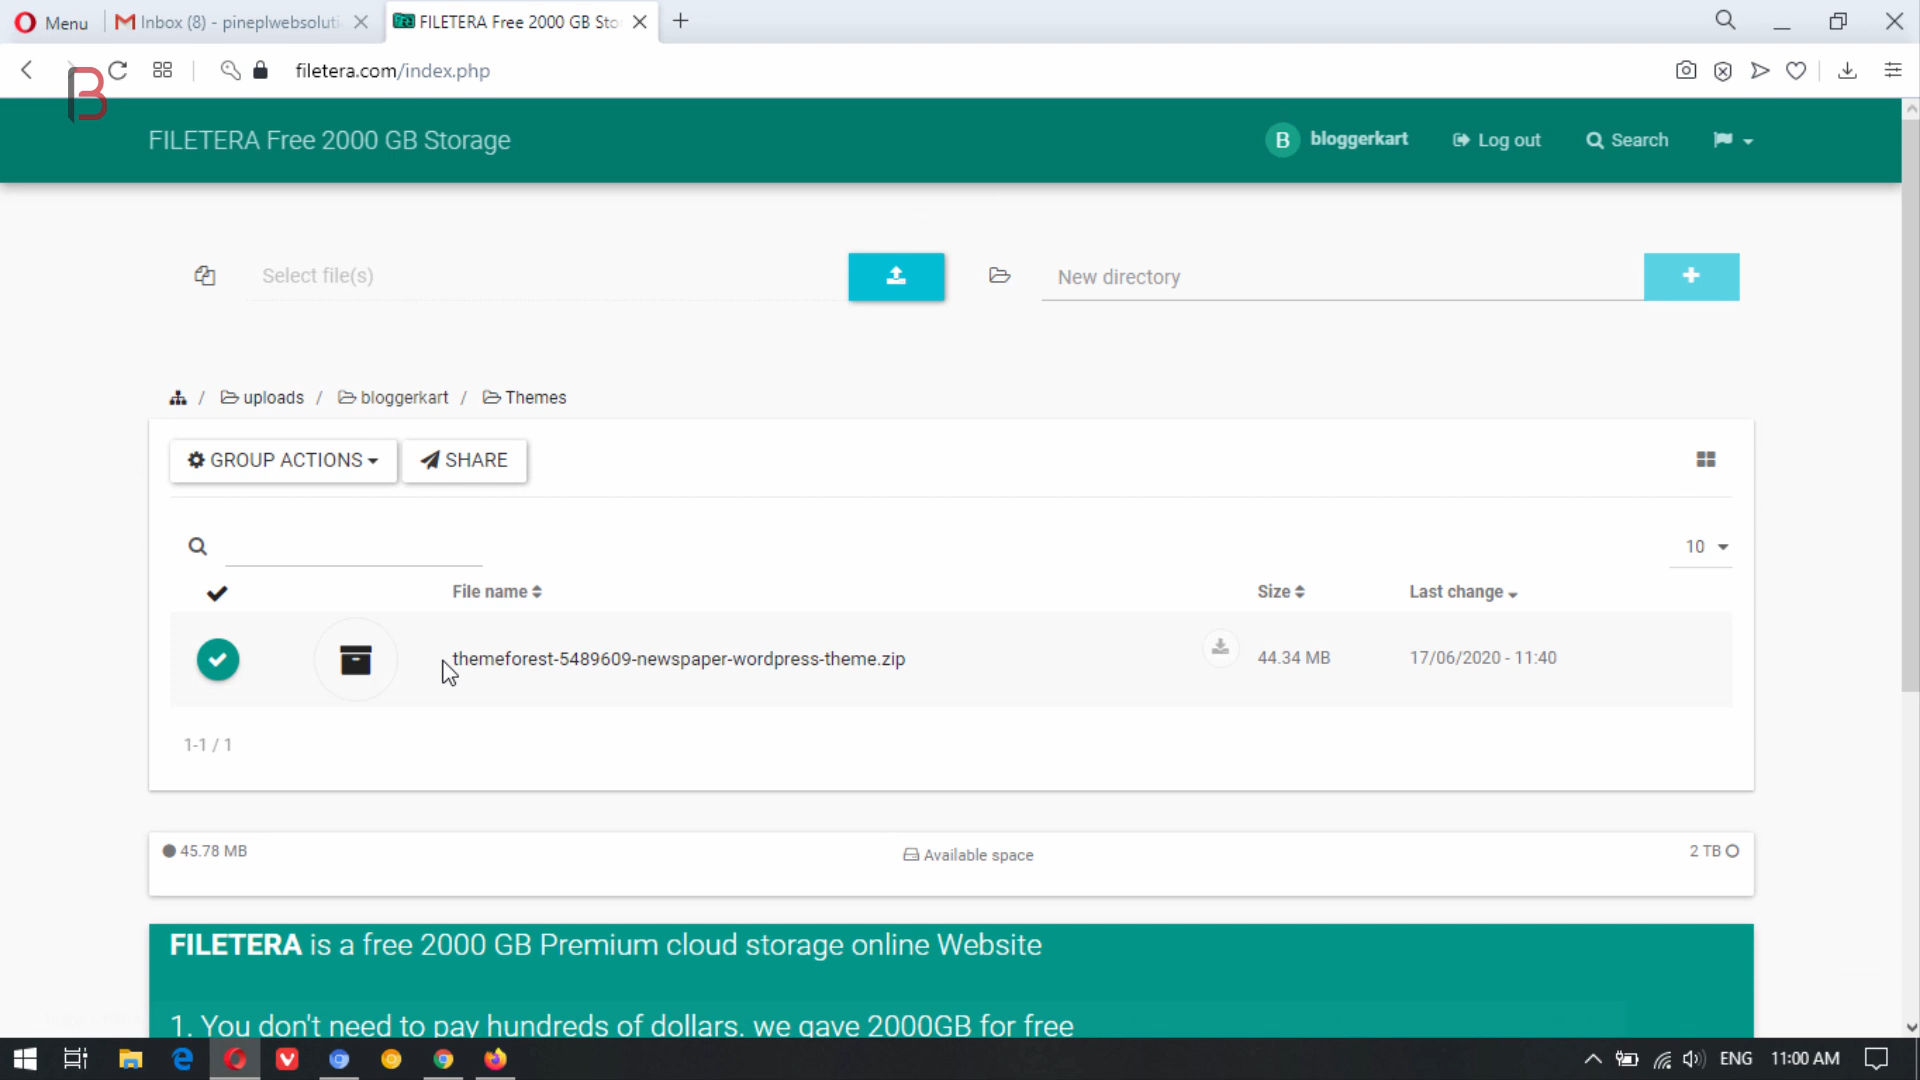 Menu
Inbox (8) - pineplwebsoluti
FILETERA Free 2000 GB Sto
filetera.com/index.php
FILETERA Free 2000 GB Storage
B bloggerkart
Log out
Search
Select file(s)
New directory
/ uploads / bloggerkart / Themes
GROUP ACTIONS
SHARE
10
File name
Size
Last change
themeforest-5489609-newspaper-wordpress-theme.zip
44.34 MB
17/06/2020 - 11:40
1-1 / 1
45.78 MB
Available space
2 TB
FILETERA is a free 2000 GB Premium cloud storage online Website
1. You don't need to pay hundreds of dollars. we gave 2000GB for free
ENG
11:00 AM